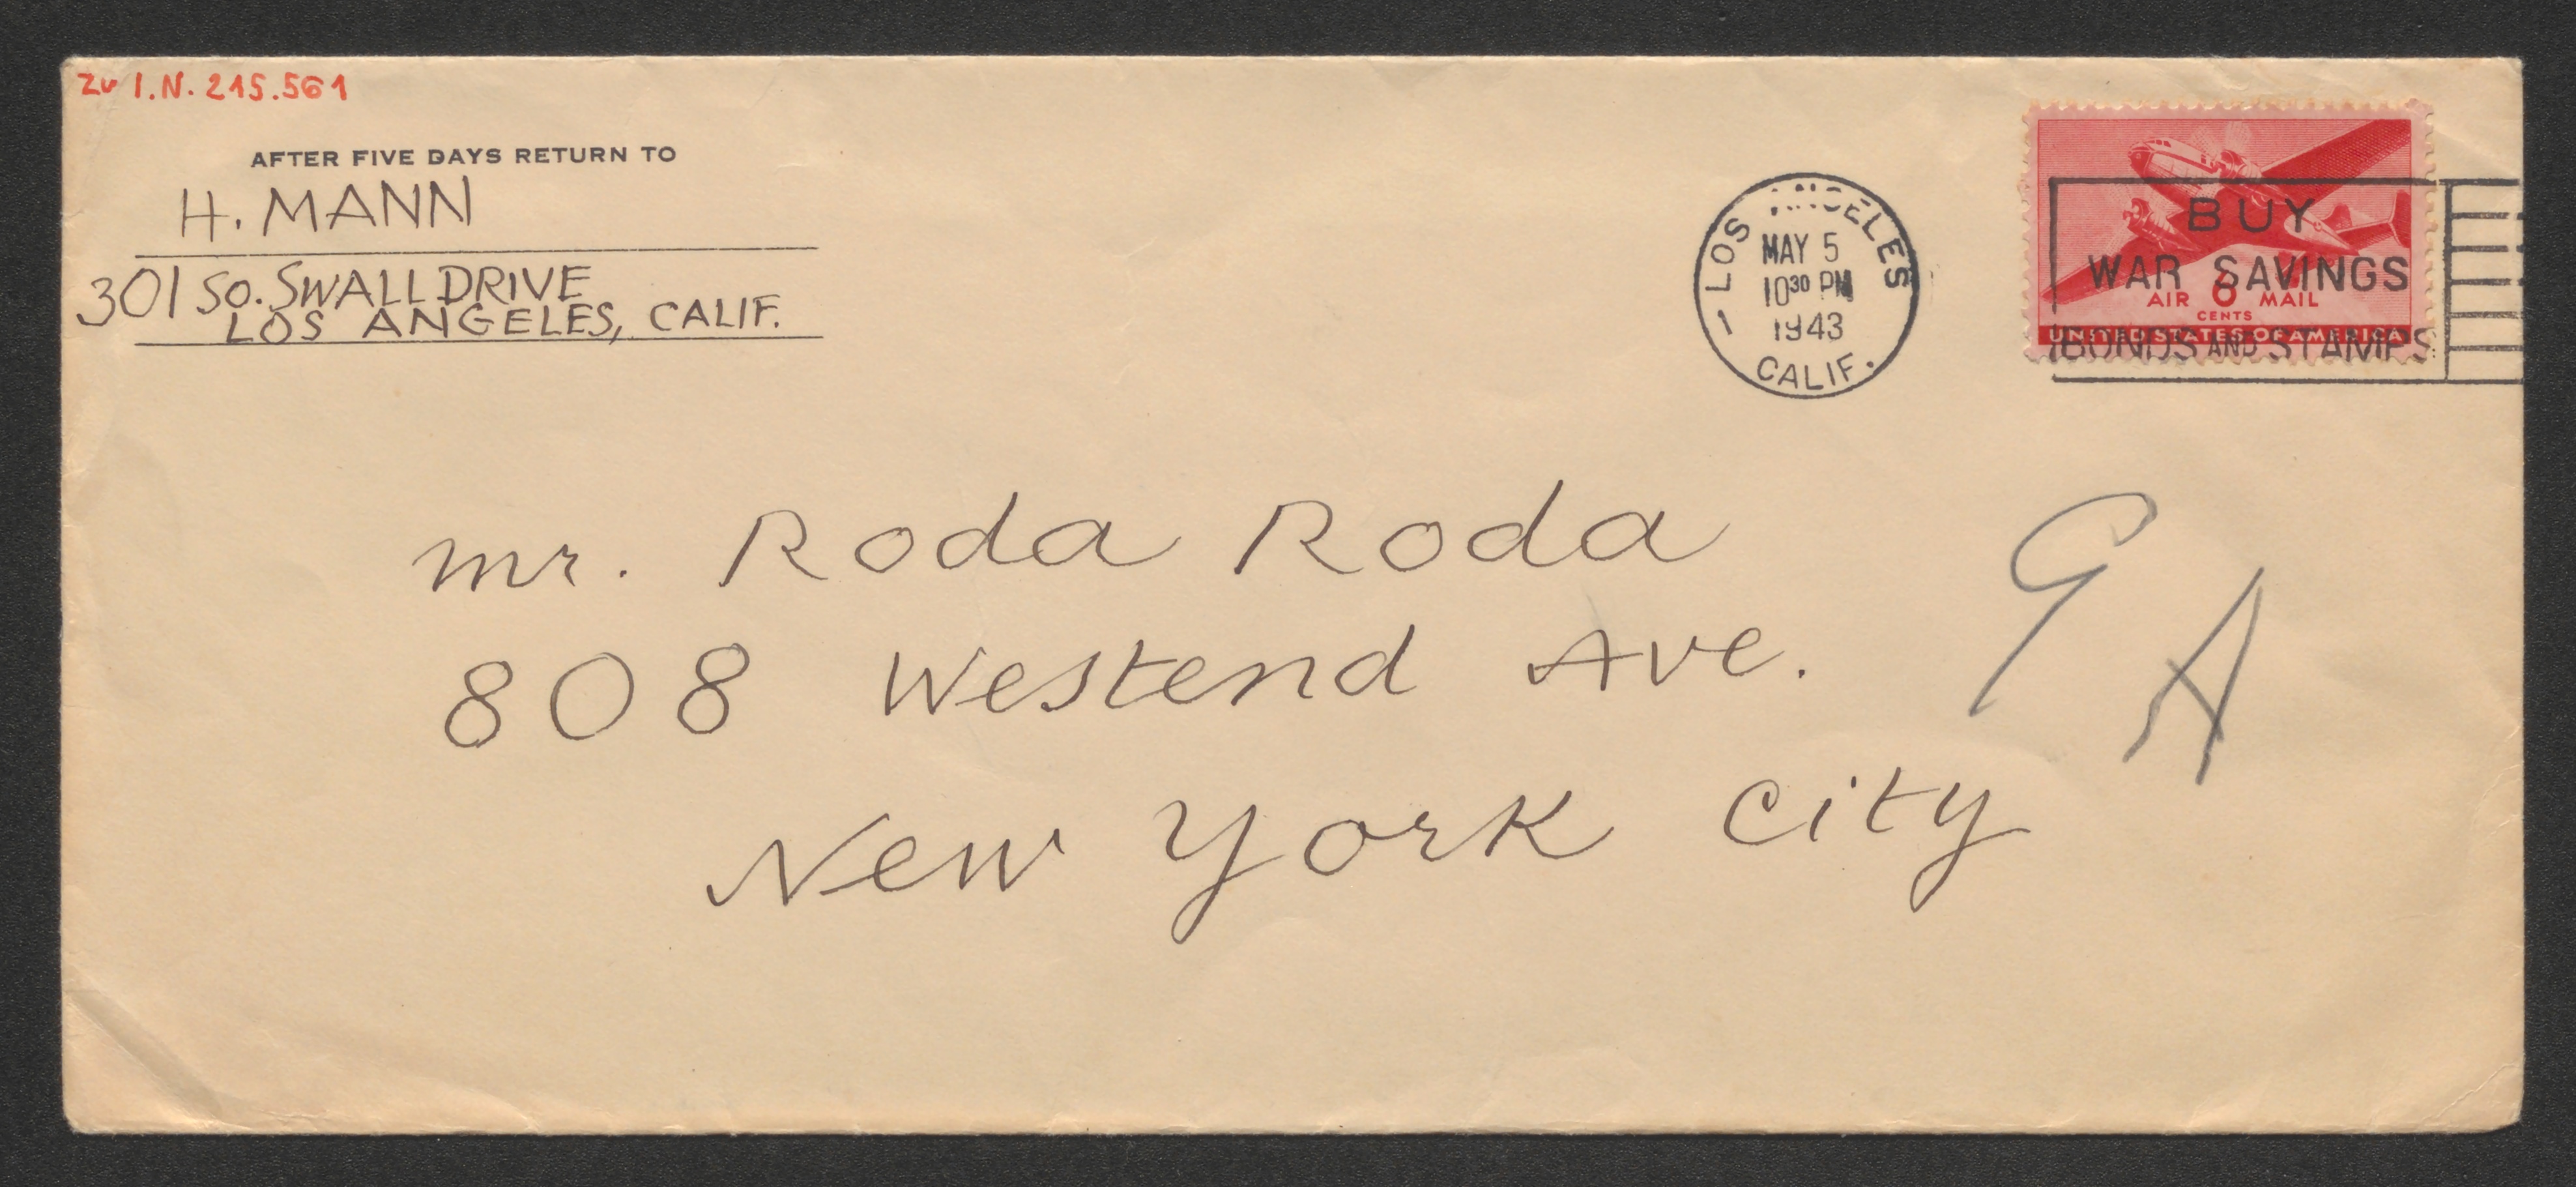 Zu I.N. 215.561
AFTER FIVE DAYS RETURN TO
H. MANN
301 SO. SWALL DRIVE
LOS ANGELES, CALIF.
LOS ANGELES
MAY 5
10 30 PM
1943
CALIF.
BUY
WAR SAVINGS
BONDS AND STAMPS
AIR 6 MAIL
CENTS
UNITED STATES OF AMERICA
Mr. Roda Roda
808 Westend Ave.
New York City
G
A